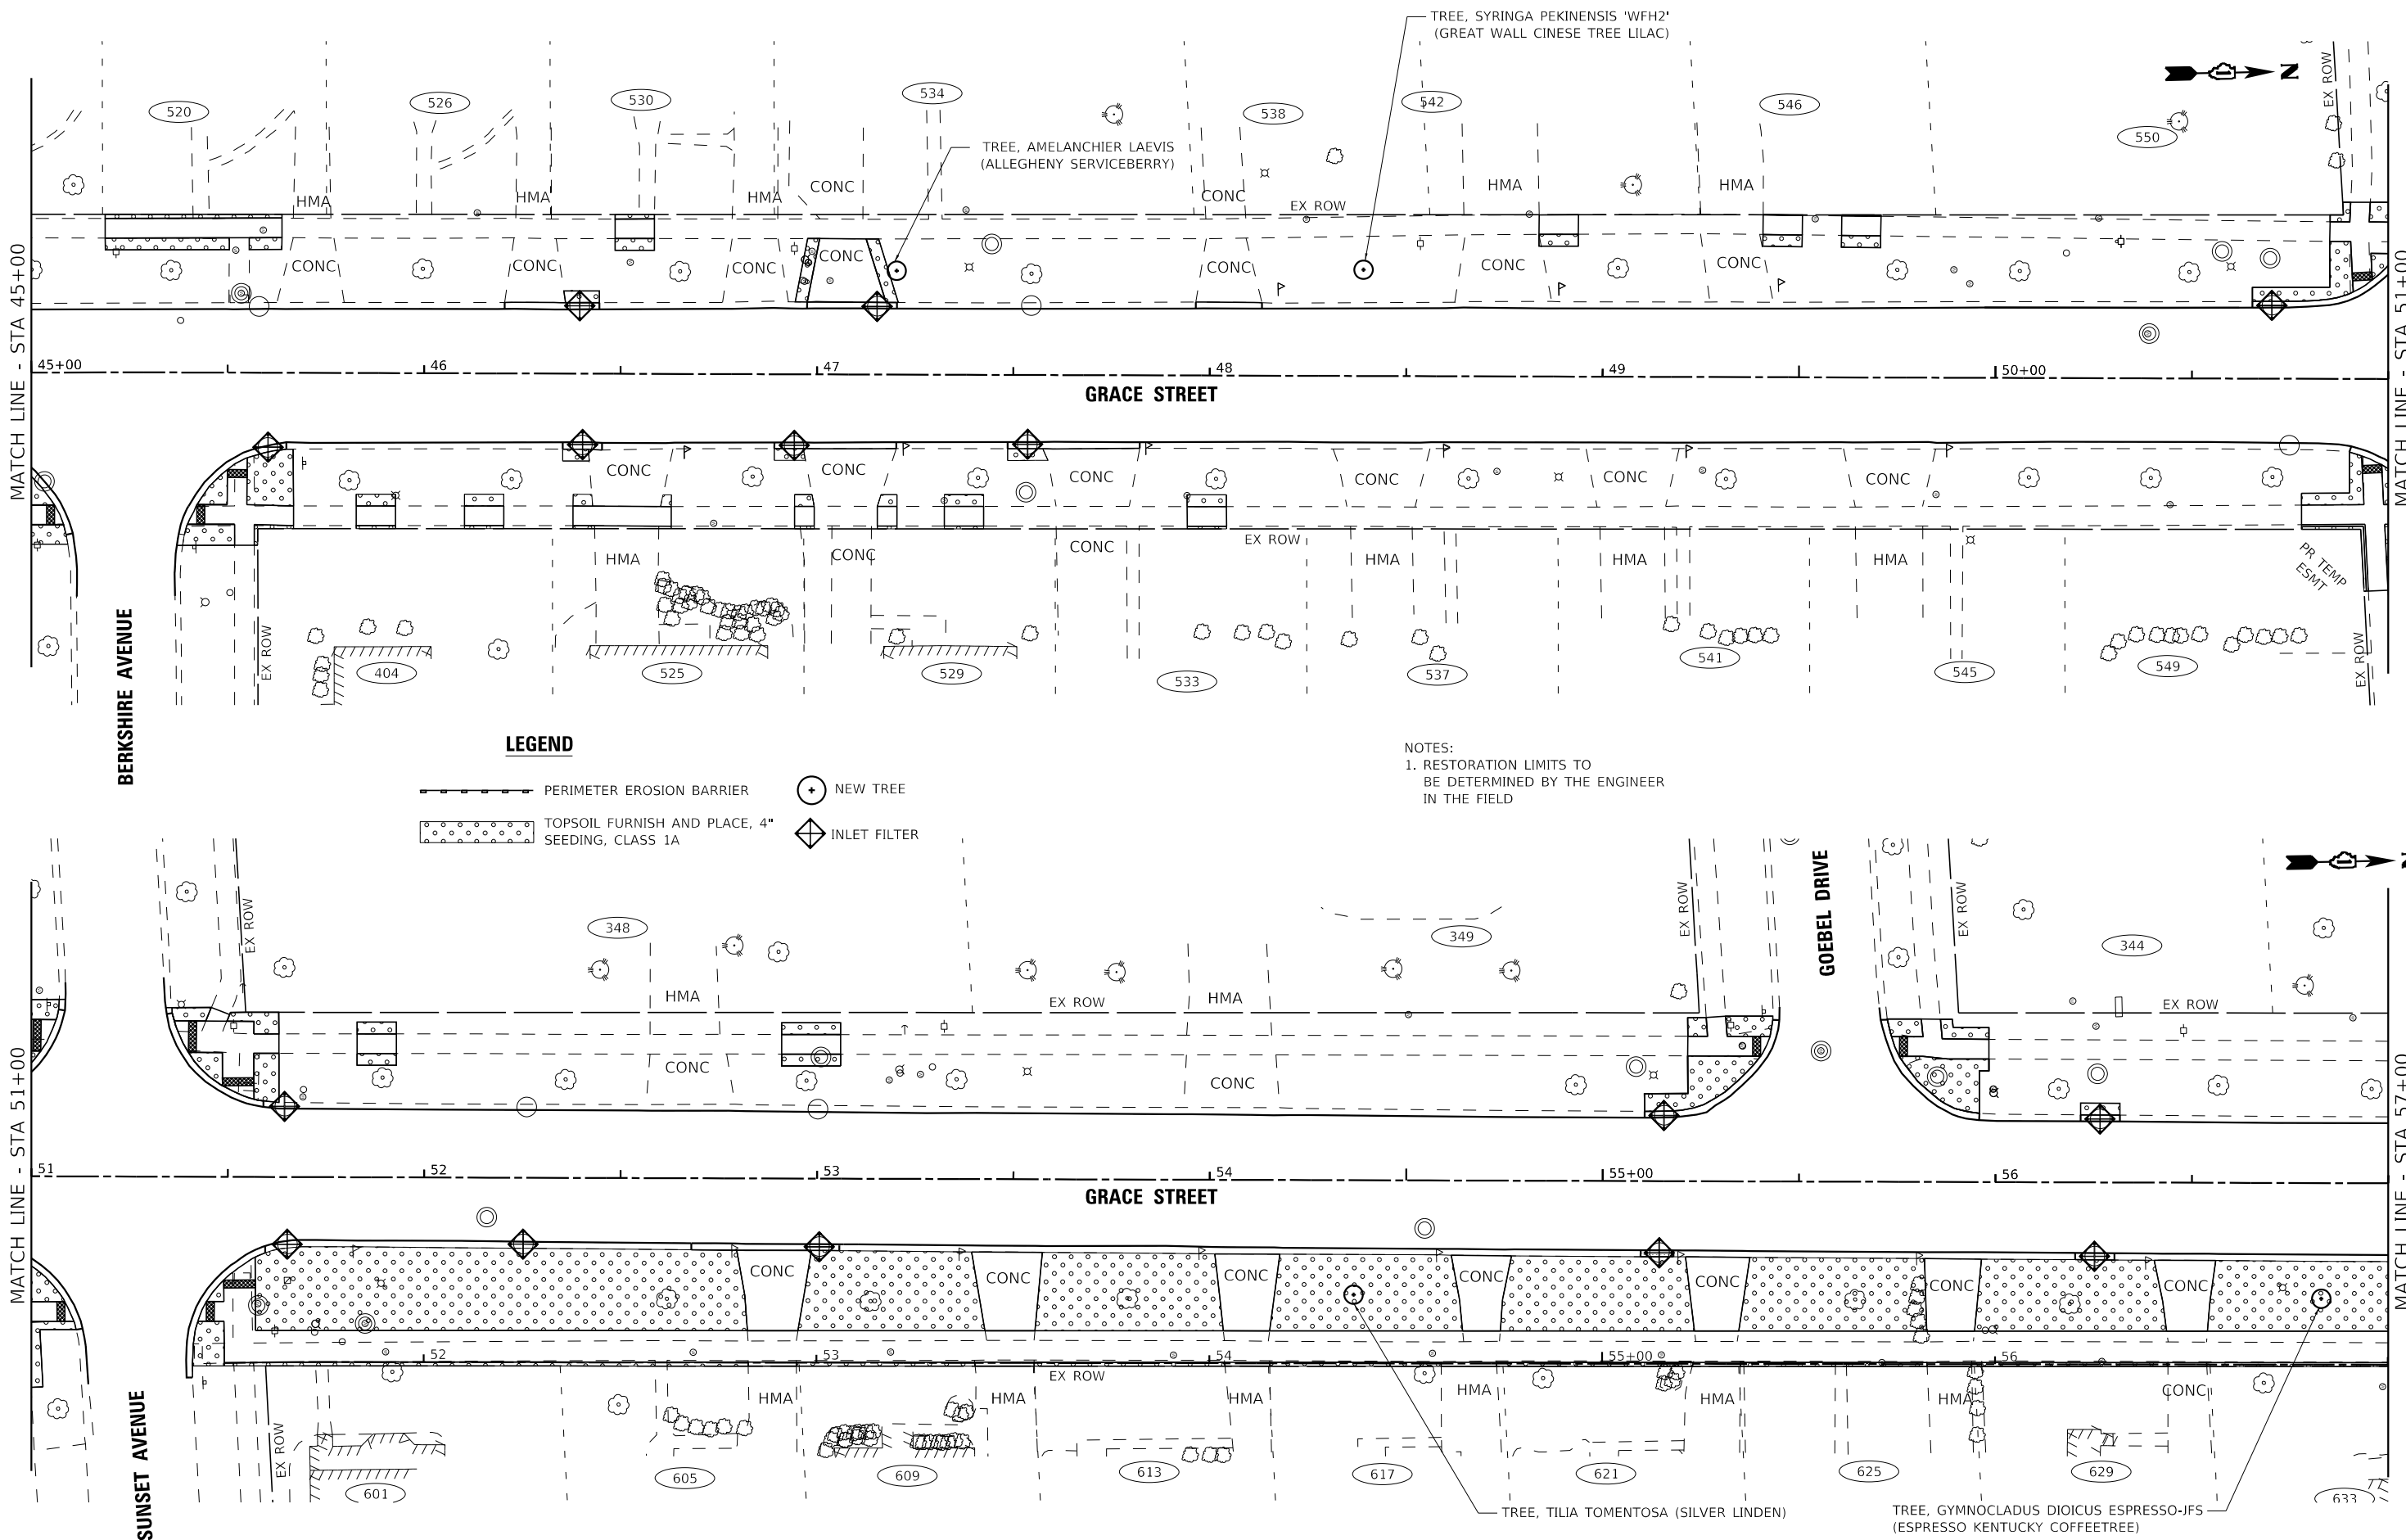 TREE, SYRINGA PEKINENSIS 'WFH2'
(GREAT WALL CINESE TREE LILAC)
N
EX ROW
520
526
530
534
538
542
546
550
TREE, AMELANCHIER LAEVIS
(ALLEGHENY SERVICEBERRY)
HMA
HMA
HMA
CONC
CONC
EX ROW
HMA
HMA
CONC
CONC
CONC
CONC
CONC
CONC
CONC
MATCH LINE - STA 45+00
MATCH LINE - STA 51+00
45+00
46
47
48
49
50+00
GRACE STREET
CONC
CONC
CONC
CONC
CONC
CONC
EX ROW
HMA
CONC
CONC
HMA
HMA
HMA
PR TEMP
ESMT
EX ROW
EX ROW
404
525
529
533
537
541
545
549
BERKSHIRE AVENUE
LEGEND
PERIMETER EROSION BARRIER
NEW TREE
TOPSOIL FURNISH AND PLACE, 4"
SEEDING, CLASS 1A
INLET FILTER
NOTES:
1. RESTORATION LIMITS TO
BE DETERMINED BY THE ENGINEER
IN THE FIELD
EX ROW
348
349
EX ROW
GOEBEL DRIVE
EX ROW
344
HMA
EX ROW
HMA
EX ROW
CONC
CONC
MATCH LINE - STA 51+00
MATCH LINE - STA 57+00
51
52
53
54
55+00
56
GRACE STREET
CONC
CONC
CONC
CONC
CONC
CONC
CONC
52
53
54
55+00
56
EX ROW
HMA
HMA
HMA
HMA
HMA
HMA
CONC
EX ROW
601
605
609
613
617
621
625
629
633
SUNSET AVENUE
TREE, TILIA TOMENTOSA (SILVER LINDEN)
TREE, GYMNOCLADUS DIOICUS ESPRESSO-JFS
(ESPRESSO KENTUCKY COFFEETREE)